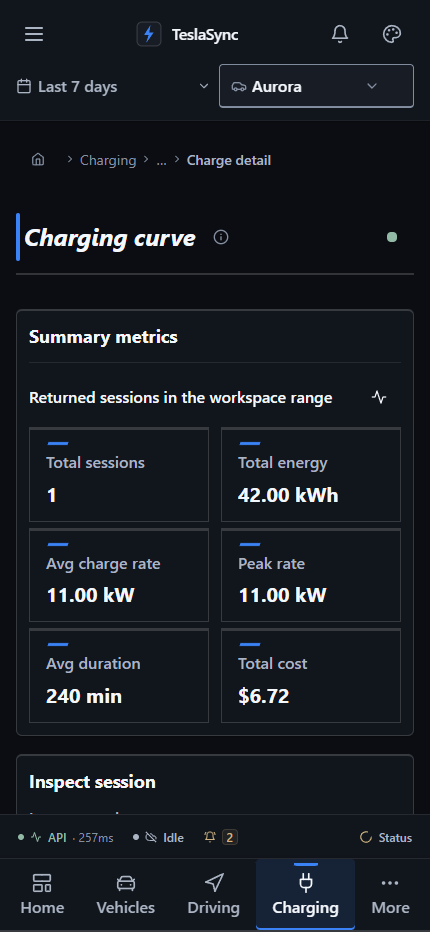 TeslaSync
Last 7 days
Aurora
Charging
...
Charge detail
Charging curve
Summary metrics
Returned sessions in the workspace range
Total sessions
1
Total energy
42.00 kWh
Avg charge rate
11.00 kW
Peak rate
11.00 kW
Avg duration
240 min
Total cost
$6.72
Inspect session
API · 257ms
Idle
2
Status
Home
Vehicles
Driving
Charging
More